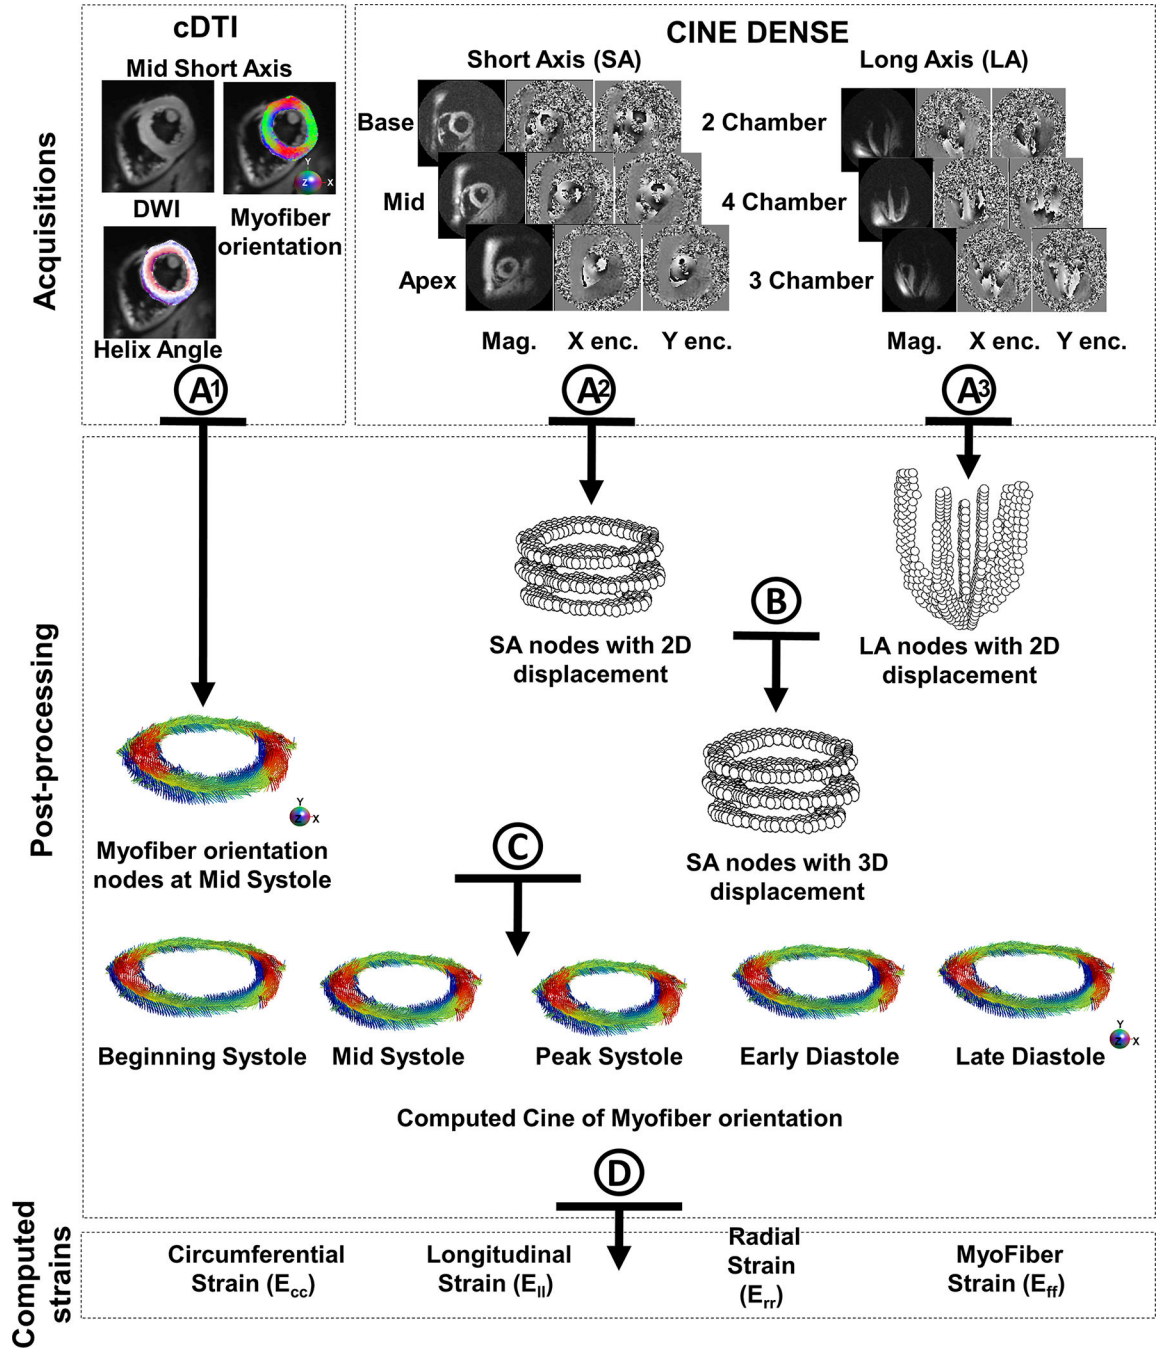 cDTI
Mid Short Axis
DWI
Myofiber
orientation
Y
Z
X
Helix Angle
A1
CINE DENSE
Short Axis (SA)
Base
Mid
Apex
Mag.
X enc.
Y enc.
A2
Long Axis (LA)
2 Chamber
4 Chamber
3 Chamber
Mag.
X enc.
Y enc.
A3
Acquisitions
SA nodes with 2D
displacement
B
LA nodes with 2D
displacement
Y
Z
X
Myofiber orientation
nodes at Mid Systole
SA nodes with 3D
displacement
C
Post-processing
Beginning Systole
Mid Systole
Peak Systole
Early Diastole
Late Diastole
Y
Z
X
Computed Cine of Myofiber orientation
D
Computed
strains
Circumferential
Strain (Ecc)
Longitudinal
Strain (Ell)
Radial
Strain
(Err)
MyoFiber
Strain (Eff)